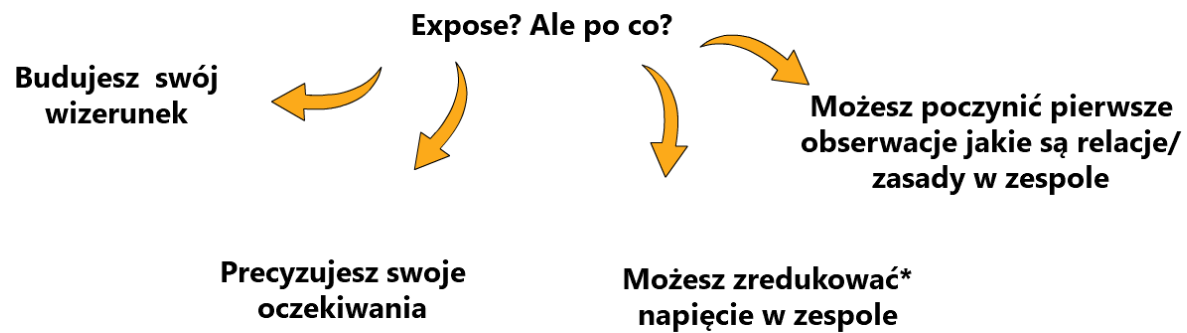 Expose? Ale po co?
Budujesz swój
wizerunek
Precyzujesz swoje
oczekiwania
Możesz zredukować*
napięcie w zespole
Możesz poczynić pierwsze
obserwacje jakie są relacje/
zasady w zespole